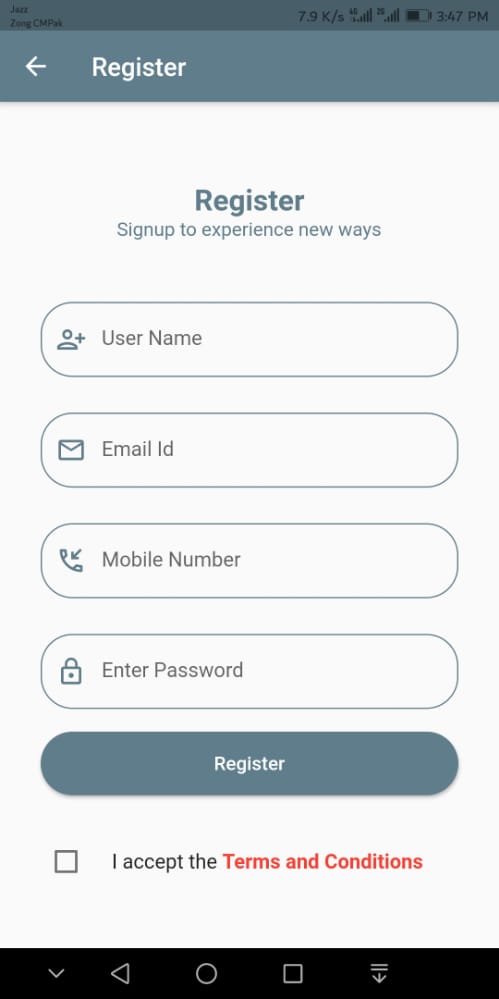 Jazz
Zong CMPak
7.9 K/s 4G 2G 3:47 PM
Register
Register
Signup to experience new ways
User Name
Email Id
Mobile Number
Enter Password
Register
I accept the Terms and Conditions